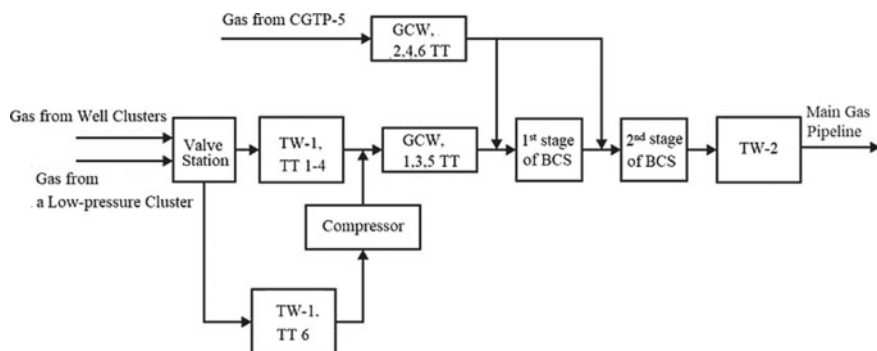 Gas from CGTP-5
GCW,
2,4,6 TT
Gas from Well Clusters
Valve
Station
TW-1,
TT 1-4
GCW,
1,3,5 TT
1st stage
of BCS
2nd stage
of BCS
TW-2
Main Gas
Pipeline
Gas from
a Low-pressure Cluster
Compressor
TW-1,
TT 6